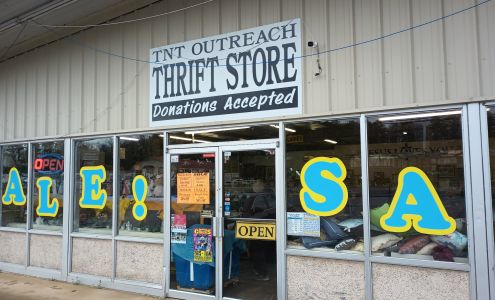 TNT OUTREACH
THRIFT STORE
Donations Accepted
OPEN
ALE!
SA
OPEN